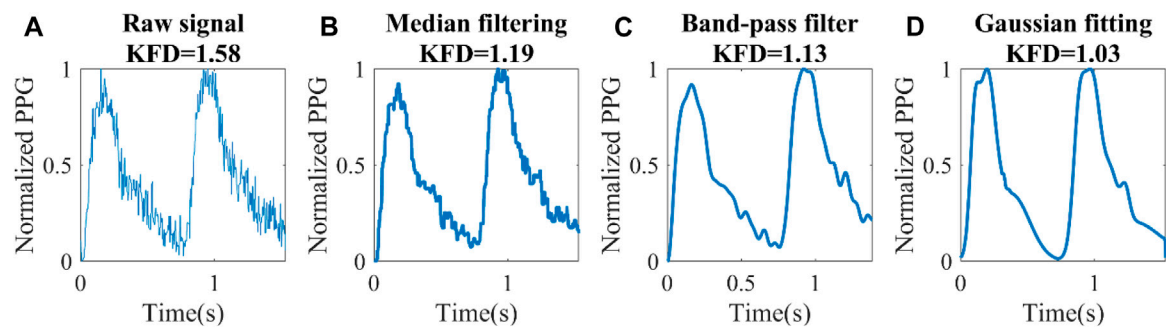 A
Raw signal
KFD=1.58
Normalized PPG
1
0.5
0
0
1
Time(s)
B
Median filtering
KFD=1.19
Normalized PPG
1
0.5
0
0
1
Time(s)
C
Band-pass filter
KFD=1.13
Normalized PPG
1
0.5
0
0
0.5
1
Time(s)
D
Gaussian fitting
KFD=1.03
Normalized PPG
1
0.5
0
0
1
Time(s)